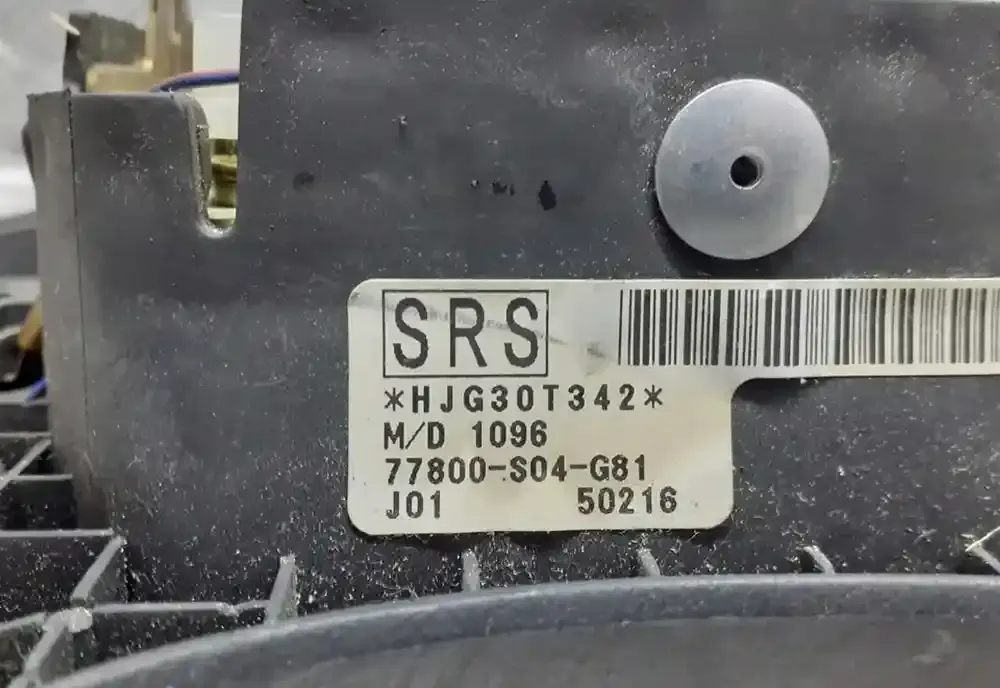 SRS
*HJG30T342*
M/D 1096
77800-S04-G81
J01 50216